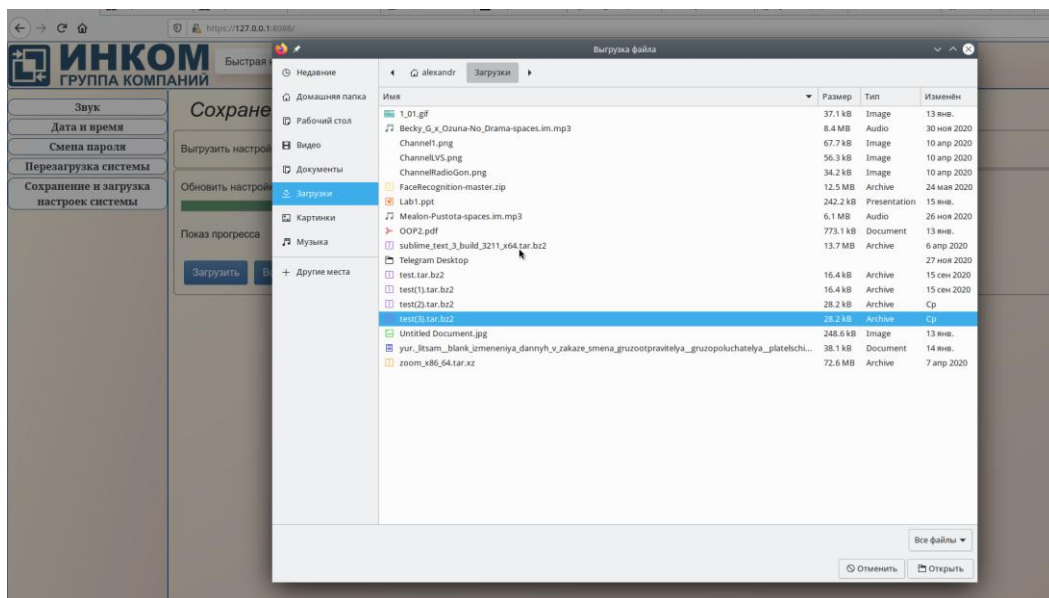 https://127.0.0.1:8088/
ИНКОМ
ГРУППА КОМПАНИЙ
Быстрая
Звук
Дата и время
Смена пароля
Перезагрузка системы
Сохранение и загрузка
настроек системы
Сохране
Выгрузить настрой
Обновить настройк
Показ прогресса
Загрузить
Выгрузка файла
Недавние
Домашняя папка
Рабочий стол
Видео
Документы
Загрузки
Картинки
Музыка
+ Другие места
alexandr Загрузки
Имя Размер Тип Изменён
1_01.gif 37.1 kB Image 13 янв.
Becky_G_x_Ozuna-No_Drama-spaces.im.mp3 8.4 MB Audio 30 ноя 2020
Channel1.png 67.7 kB Image 10 апр 2020
ChannelLVS.png 56.3 kB Image 10 апр 2020
ChannelRadioGon.png 34.2 kB Image 10 апр 2020
FaceRecognition-master.zip 12.5 MB Archive 24 мая 2020
Lab1.ppt 242.2 kB Presentation 15 янв.
Mealon-Pustota-spaces.im.mp3 6.1 MB Audio 26 ноя 2020
OOP2.pdf 773.1 kB Document 13 янв.
sublime_text_3_build_3211_x64.tar.bz2 13.7 MB Archive 6 апр 2020
Telegram Desktop 27 ноя 2020
test.tar.bz2 16.4 kB Archive 15 сен 2020
test(1).tar.bz2 16.4 kB Archive 15 сен 2020
test(2).tar.bz2 28.2 kB Archive Ср
test(3).tar.bz2 28.2 kB Archive Ср
Untitled Document.jpg 248.6 kB Image 13 янв.
yur._litsam__blank_izmeneniya_dannyh_v_zakaze_smena_gruzootpravitelya__gruzopoluchatelya__platelschi... 38.1 kB Document 14 янв.
zoom_x86_64.tar.xz 72.6 MB Archive 7 апр 2020
Все файлы
Отменить
Открыть